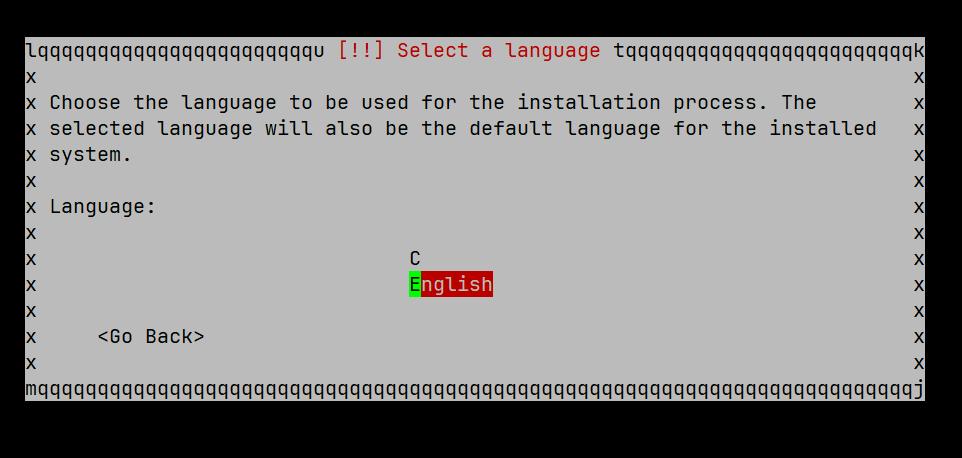 lqqqqqqqqqqqqqqqqqqqqqqqu [!!] Select a language tqqqqqqqqqqqqqqqqqqqqqqqqk
x x
x Choose the language to be used for the installation process. The x
x selected language will also be the default language for the installed x
x system. x
x x
x Language: x
x x
x C x
x English x
x x
x <Go Back> x
x x
mqqqqqqqqqqqqqqqqqqqqqqqqqqqqqqqqqqqqqqqqqqqqqqqqqqqqqqqqqqqqqqqqqqqqqqqqqj